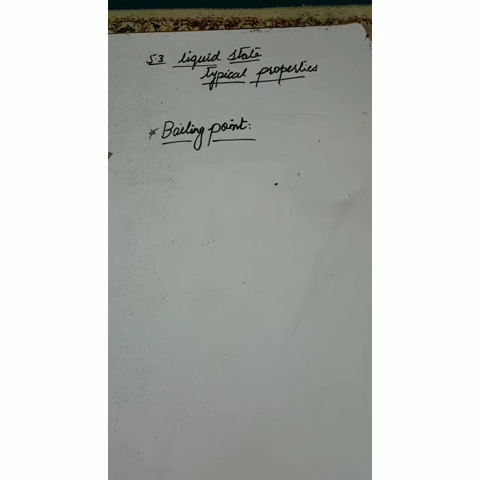 5.3 liquid state
typical properties
* Boiling point: